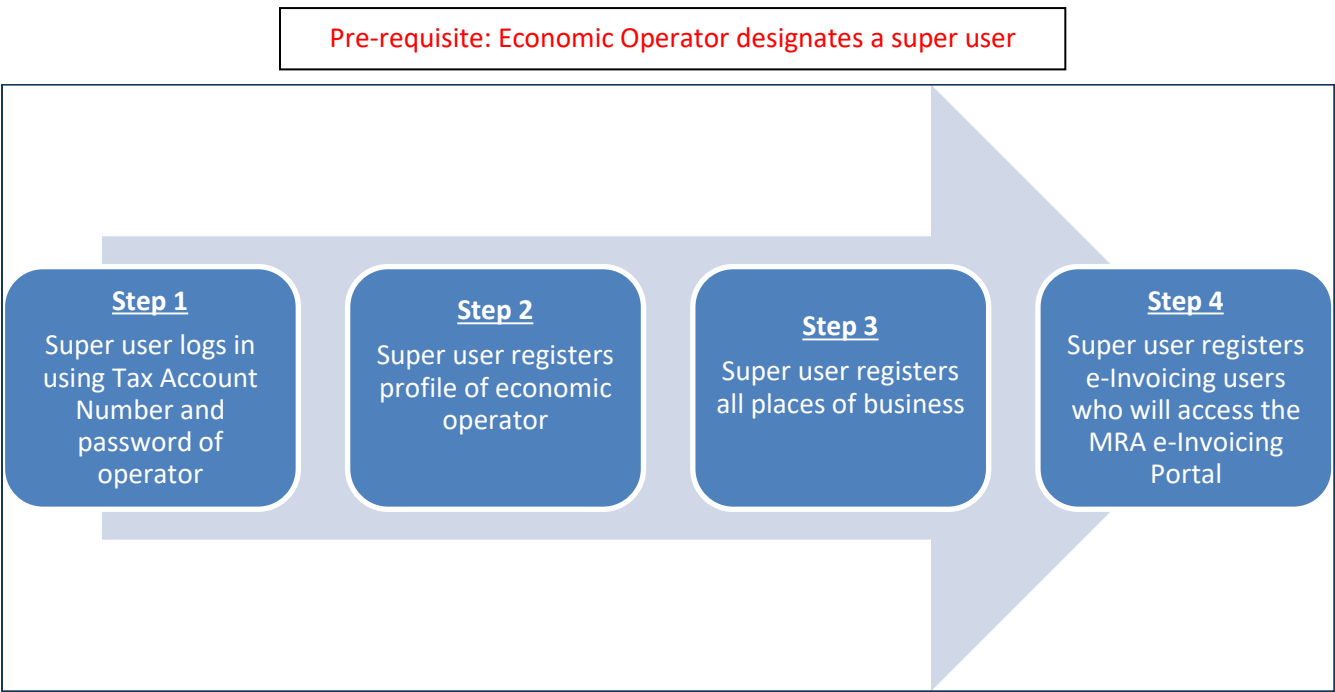 Pre-requisite: Economic Operator designates a super user
Step 1
Super user logs in
using Tax Account
Number and
password of
operator
Step 2
Super user registers
profile of economic
operator
Step 3
Super user registers
all places of business
Step 4
Super user registers
e-Invoicing users
who will access the
MRA e-Invoicing
Portal